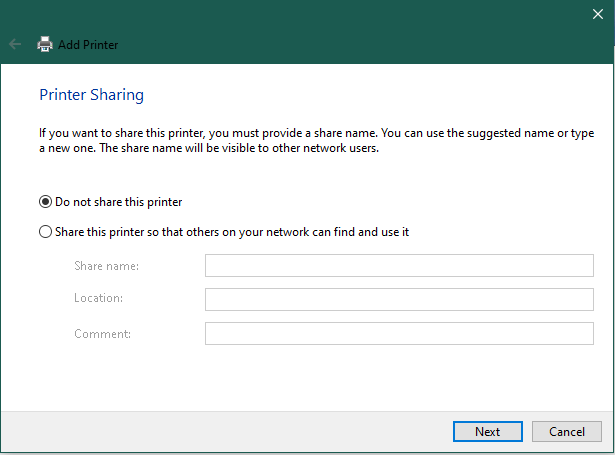 Add Printer
Printer Sharing
If you want to share this printer, you must provide a share name. You can use the suggested name or type
a new one. The share name will be visible to other network users.
Do not share this printer
Share this printer so that others on your network can find and use it
Share name:
Location:
Comment:
Next
Cancel